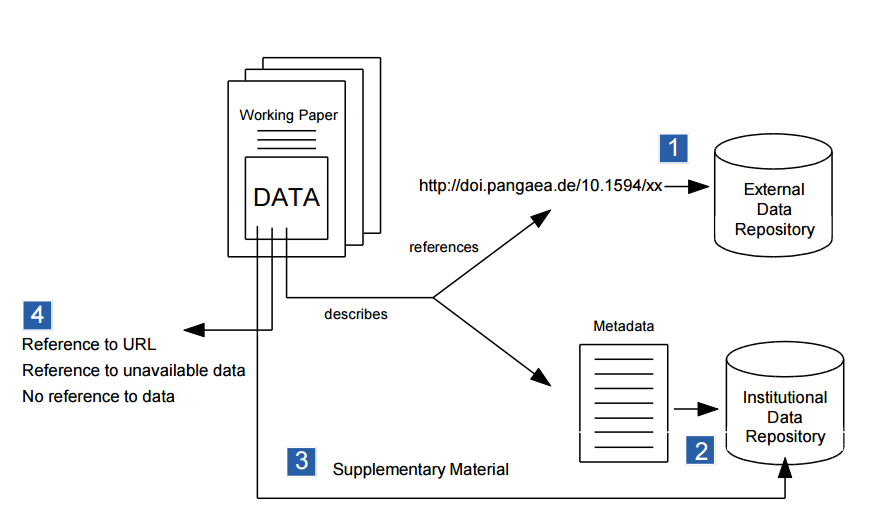 Working Paper
DATA
1
http://doi.pangaea.de/10.1594/xx
External
Data
Repository
references
describes
4
Reference to URL
Reference to unavailable data
No reference to data
Metadata
Institutional
Data
Repository
2
3
Supplementary Material